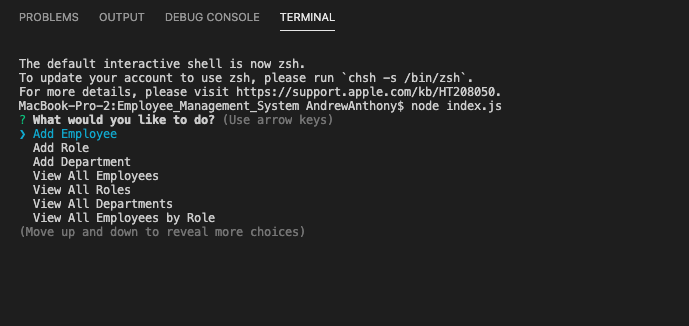 PROBLEMS OUTPUT DEBUG CONSOLE TERMINAL
The default interactive shell is now zsh.
To update your account to use zsh, please run `chsh -s /bin/zsh`.
For more details, please visit https://support.apple.com/kb/HT208050.
MacBook-Pro-2:Employee_Management_System AndrewAnthony$ node index.js
? What would you like to do? (Use arrow keys)
❯ Add Employee
Add Role
Add Department
View All Employees
View All Roles
View All Departments
View All Employees by Role
(Move up and down to reveal more choices)